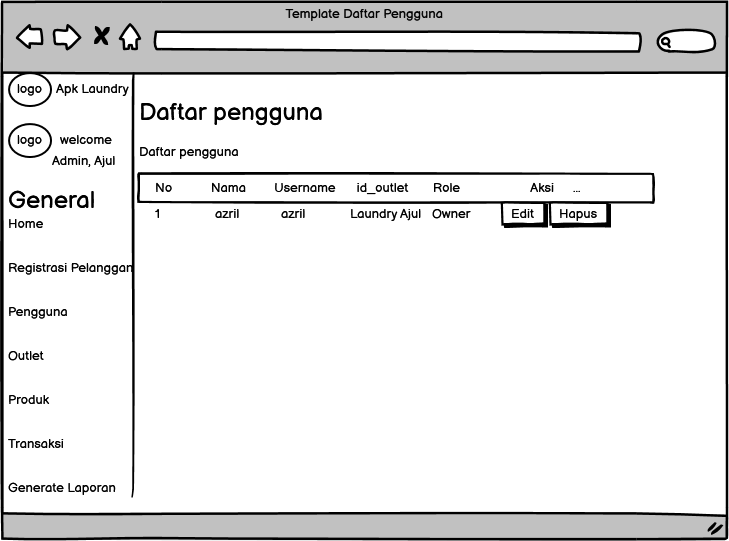 Template Daftar Pengguna
logo Apk Laundry
logo welcome
Admin, Ajul
General
Home
Registrasi Pelanggan
Pengguna
Outlet
Produk
Transaksi
Generate Laporan
Daftar pengguna
Daftar pengguna
No Nama Username id_outlet Role Aksi ...
1 azril azril Laundry Ajul Owner Edit Hapus